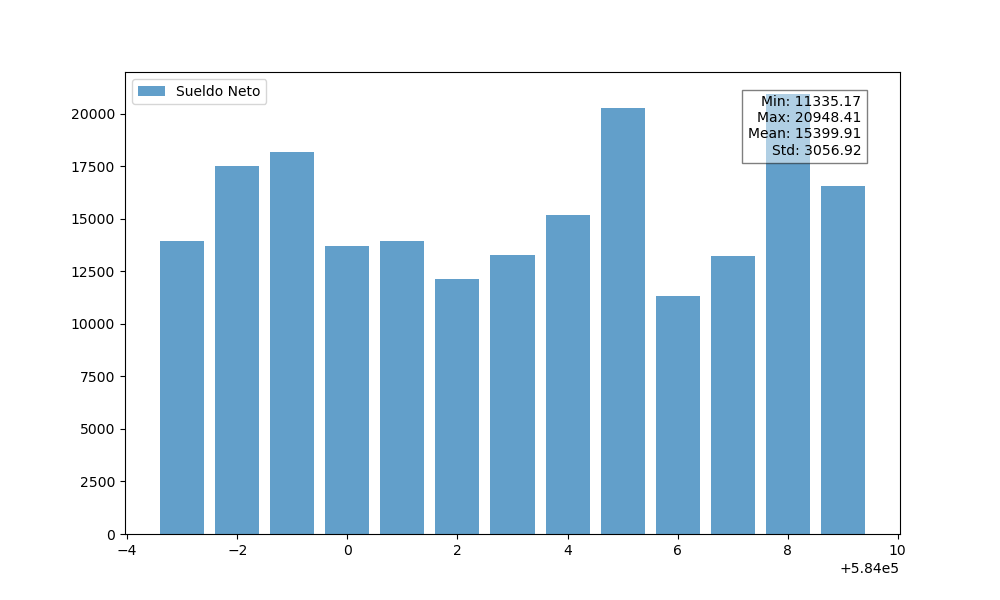 Sueldo Neto
Min: 11335.17
Max: 20948.41
Mean: 15399.91
Std: 3056.92
20000
17500
15000
12500
10000
7500
5000
2500
0
−4 −2 0 2 4 6 8 10
+5.84e5